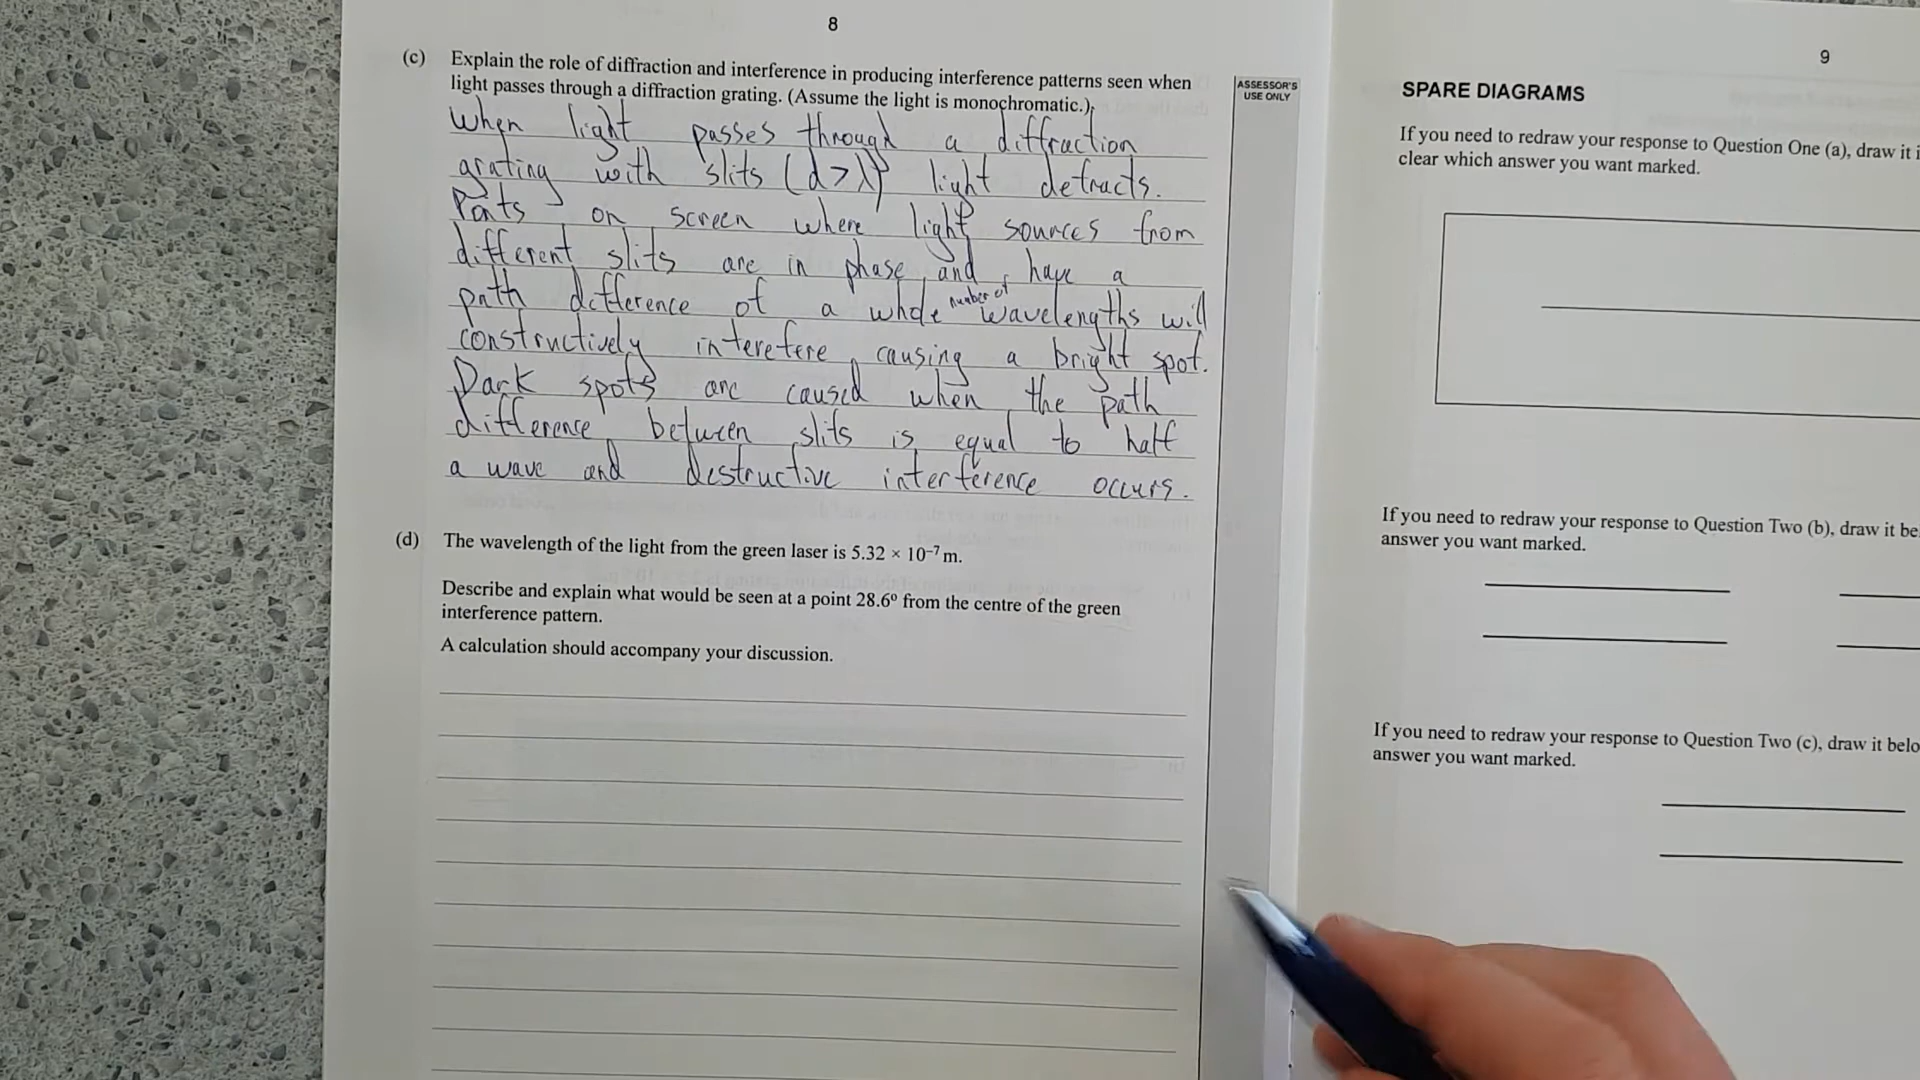 8
(c) Explain the role of diffraction and interference in producing interference patterns seen when
light passes through a diffraction grating. (Assume the light is monochromatic.)
When light passes through a diffraction
grating with slits (d>λ) light defracts.
Points on screen where light sources from
different slits are in phase and have a
path difference of a whole number of wavelengths will
constructively interefere, causing a bright spot.
Dark spots are caused when the path
difference between slits is equal to half
a wave and destructive interference occurs.
(d) The wavelength of the light from the green laser is 5.32 × 10⁻⁷ m.
Describe and explain what would be seen at a point 28.6° from the centre of the green
interference pattern.
A calculation should accompany your discussion.
ASSESSOR'S
USE ONLY
9
SPARE DIAGRAMS
If you need to redraw your response to Question One (a), draw it
clear which answer you want marked.
If you need to redraw your response to Question Two (b), draw it
answer you want marked.
If you need to redraw your response to Question Two (c), draw it
answer you want marked.